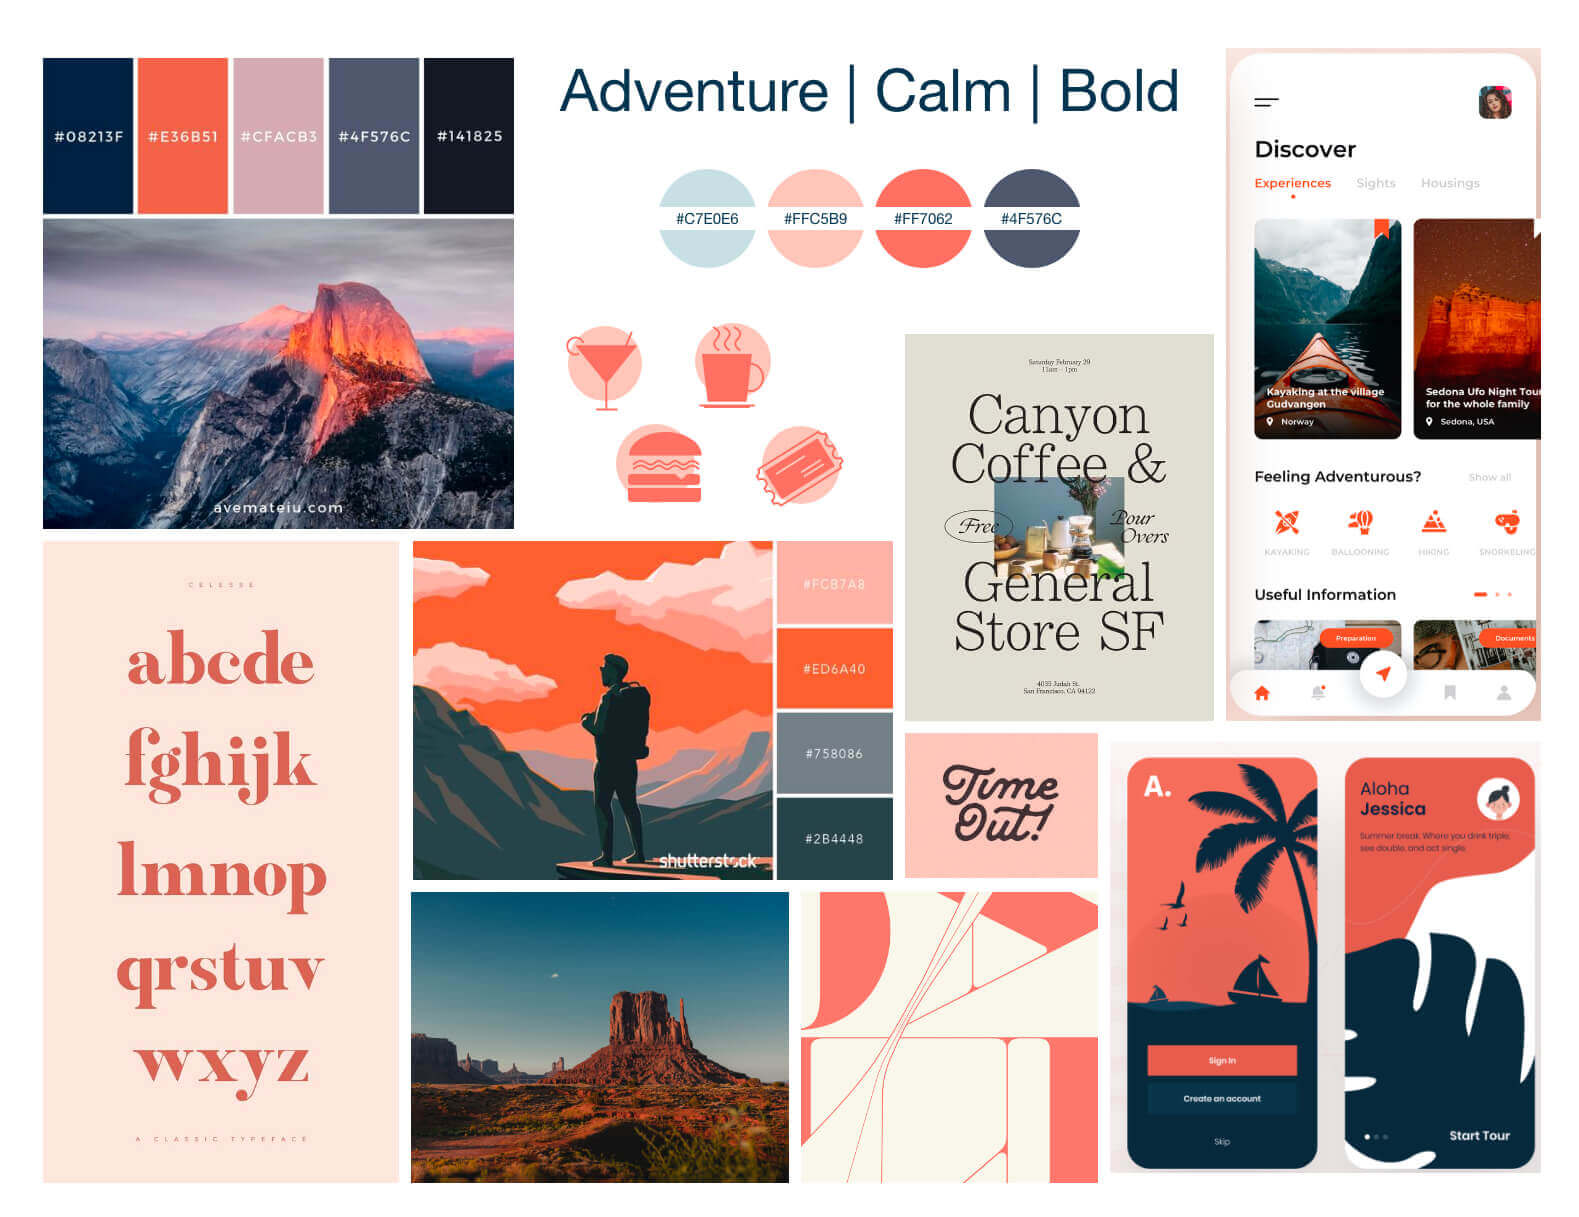 #08213F
#E36B51
#CFACB3
#4F576C
#141825
avemateiu.com
Adventure | Calm | Bold
#C7E0E6
#FFC5B9
#FF7062
#4F576C
Saturday February 29
11am - 1pm
Canyon
Coffee &
Free
Pour
Overs
General
Store SF
4035 Judah St.
San Francisco, CA 94122
Discover
Experiences
Sights
Housings
Kayaking at the village
Gudvangen
Norway
Sedona Ufo Night Tou
for the whole family
Sedona, USA
Feeling Adventurous?
Show all
KAYAKING
BALLOONING
HIKING
SNORKELING
Useful Information
Preparation
Documents
CELESSE
abcde
fghijk
lmnop
qrstuv
wxyz
A CLASSIC TYPEFACE
shutterstock
#FCB7A8
#ED6A40
#758086
#2B4448
Time
Out!
A.
Sign In
Create an account
Skip
Aloha
Jessica
Summer break. Where you drink triple,
see double, and act single.
Start Tour